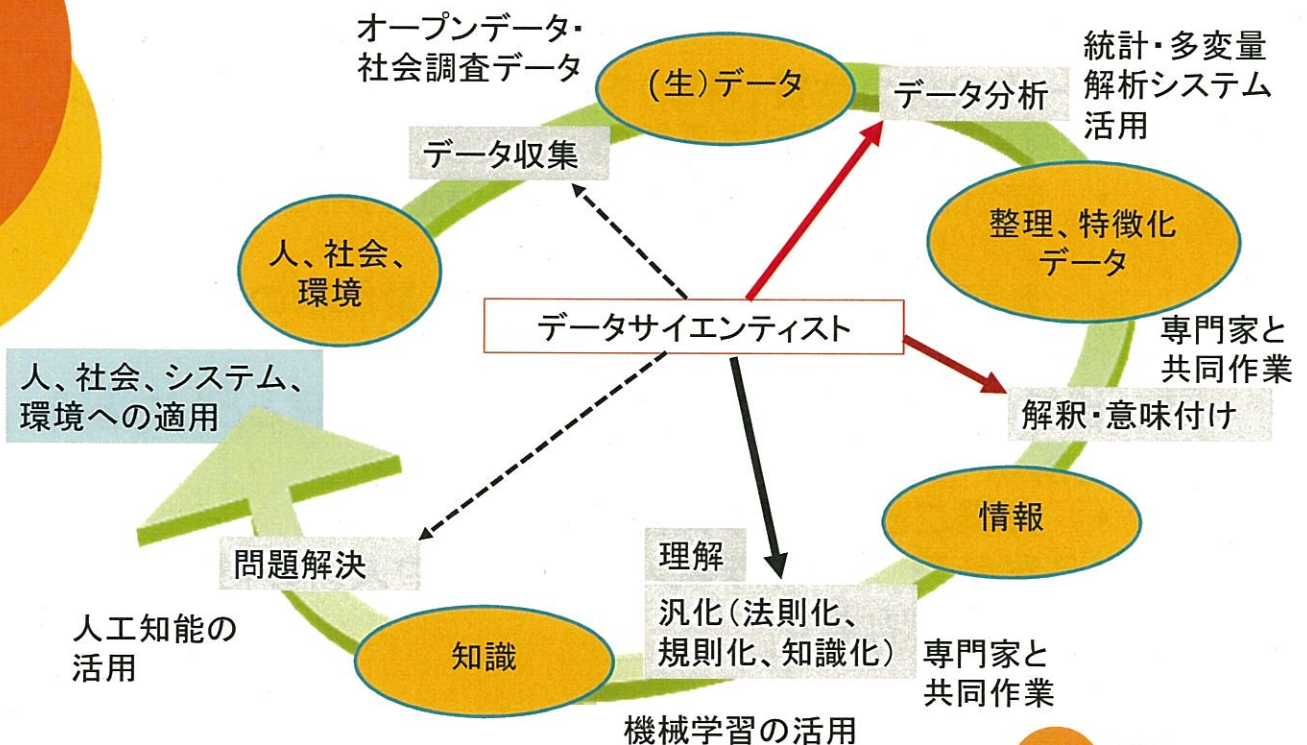 オープンデータ・
社会調査データ
(生)データ
データ分析
統計・多変量
解析システム
活用
データ収集
人、社会、
環境
整理、特徴化
データ
データサイエンティスト
専門家と
共同作業
人、社会、システム、
環境への適用
解釈・意味付け
情報
問題解決
理解
汎化(法則化、
規則化、知識化)
人工知能の
活用
知識
専門家と
共同作業
機械学習の活用